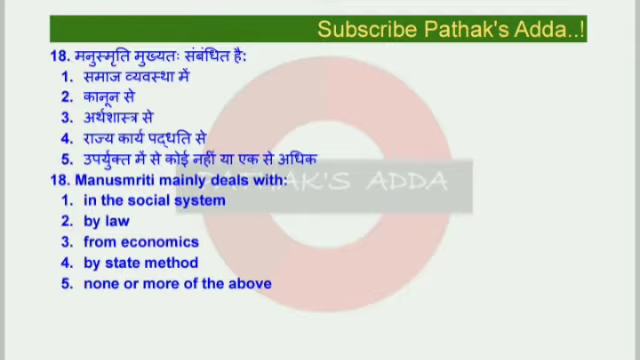 Subscribe Pathak's Adda..!
18. मनुस्मृति मुख्यतः संबंधित है:
1. समाज व्यवस्था में
2. कानून से
3. अर्थशास्त्र से
4. राज्य कार्य पद्धति से
5. उपर्युक्त में से कोई नहीं या एक से अधिक
18. Manusmriti mainly deals with:
PATHAK'S ADDA
1. in the social system
2. by law
3. from economics
4. by state method
5. none or more of the above